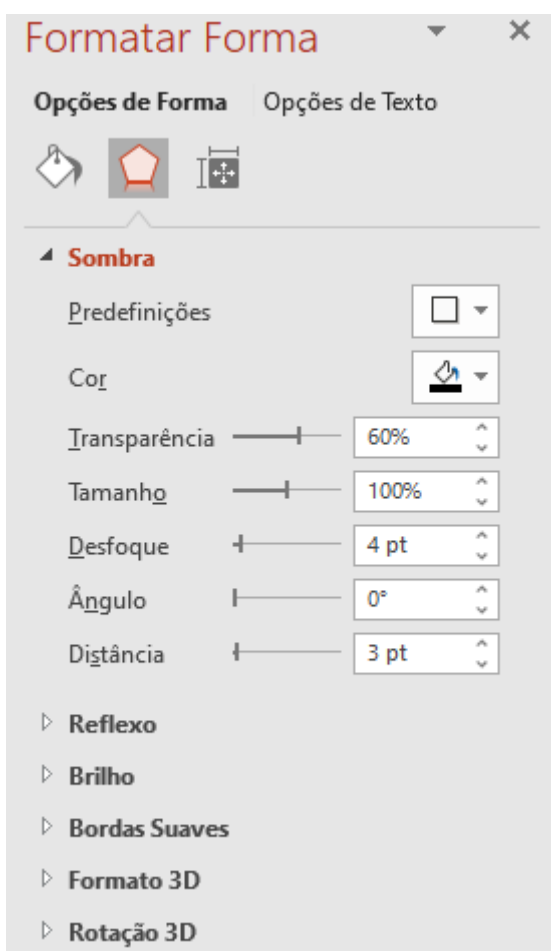 Formatar Forma
Opções de Forma Opções de Texto
Sombra
Predefinições
Cor
Transparência 60%
Tamanho 100%
Desfoque 4 pt
Ângulo 0°
Distância 3 pt
Reflexo
Brilho
Bordas Suaves
Formato 3D
Rotação 3D